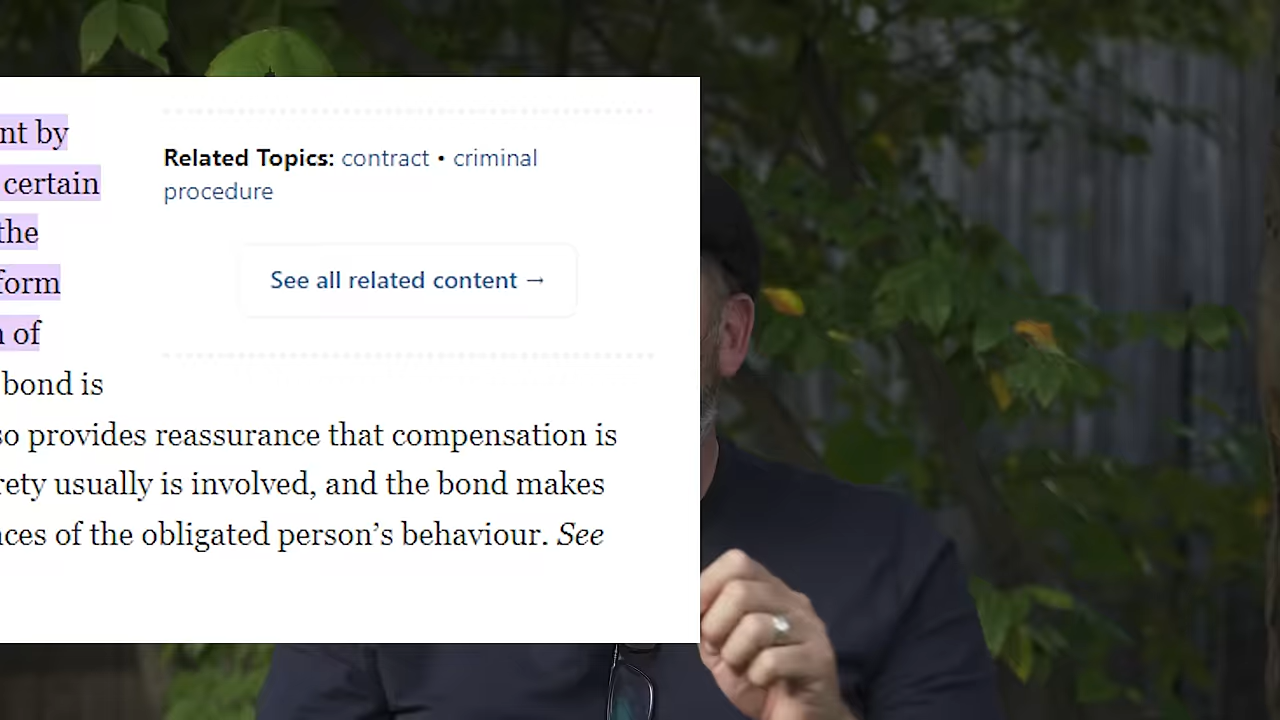 nt by
certain
the
form
of
bond is
Related Topics: contract • criminal
procedure
See all related content →
so provides reassurance that compensation is
rety usually is involved, and the bond makes
nces of the obligated person’s behaviour. See